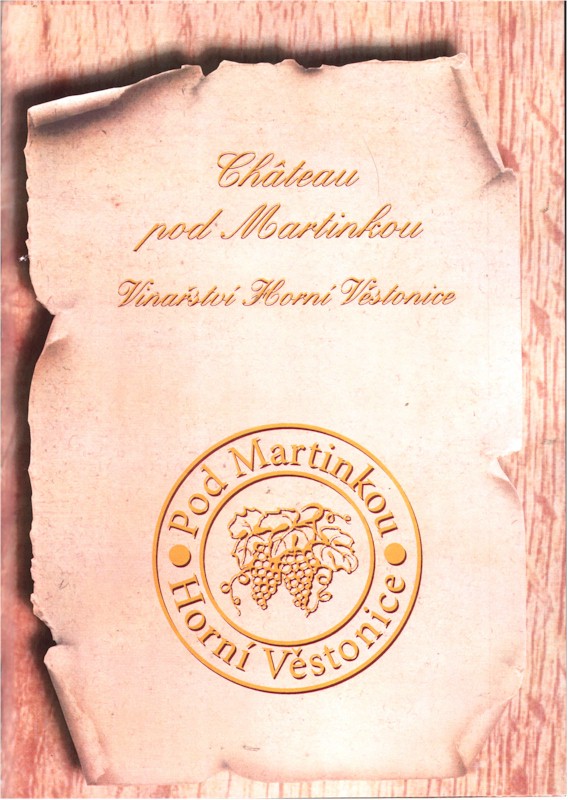 Château
pod Martinkou
Vinařství Horní Věstonice
Pod Martinkou
Horní Věstonice